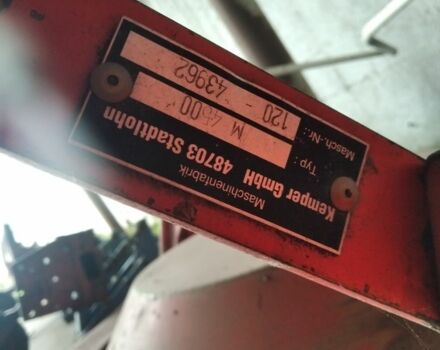 Maschinenfabrik
Kemper GmbH 48703 Stadtlohn
Typ: M 4500
Masch.-Nr.: 120 - 43962